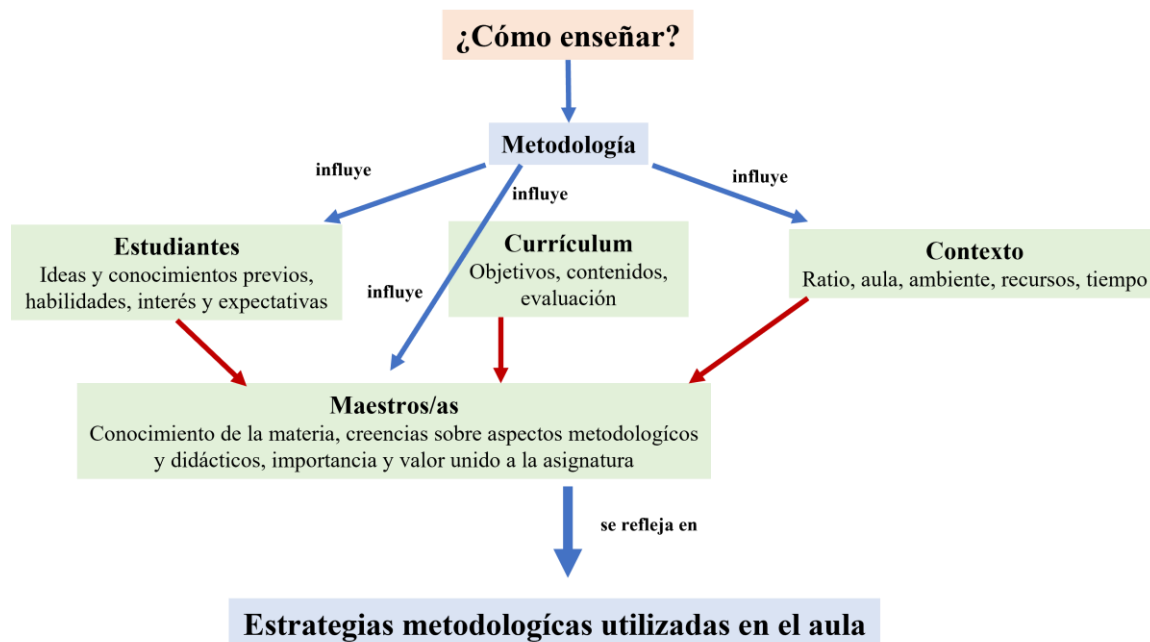 ¿Cómo enseñar?
Metodología
influye
influye
influye
Estudiantes
Ideas y conocimientos previos,
habilidades, interés y expectativas
influye
Currículum
Objetivos, contenidos,
evaluación
Contexto
Ratio, aula, ambiente, recursos, tiempo
Maestros/as
Conocimiento de la materia, creencias sobre aspectos metodologícos
y didácticos, importancia y valor unido a la asignatura
se refleja en
Estrategias metodologícas utilizadas en el aula